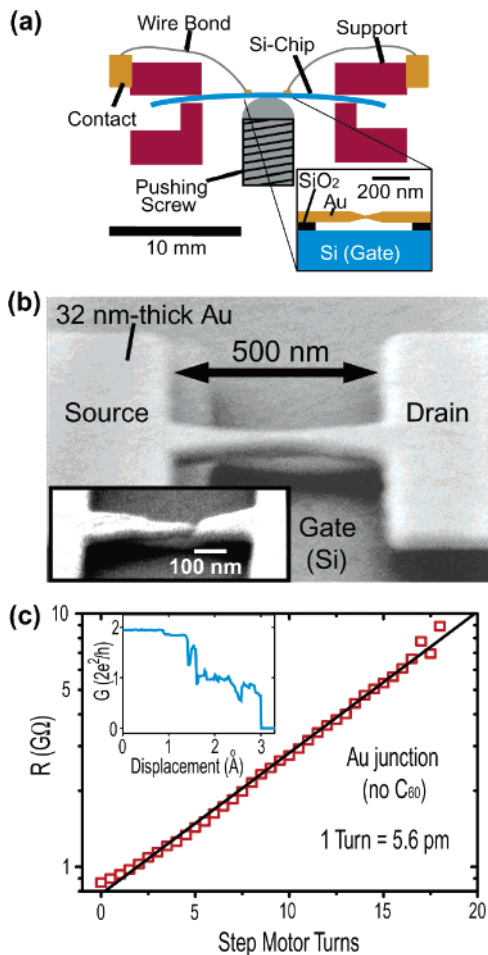 (a)
Wire Bond
Si-Chip
Support
Contact
Pushing
Screw
10 mm
SiO₂
Au
200 nm
Si (Gate)
(b)
32 nm-thick Au
500 nm
Source
Drain
Gate
(Si)
100 nm
(c)
10
5
1
R (GΩ)
G (2e²/h)
2
1
0
0
1
2
3
Displacement (Å)
Au junction
(no C₆₀)
1 Turn = 5.6 pm
0
5
10
15
20
Step Motor Turns